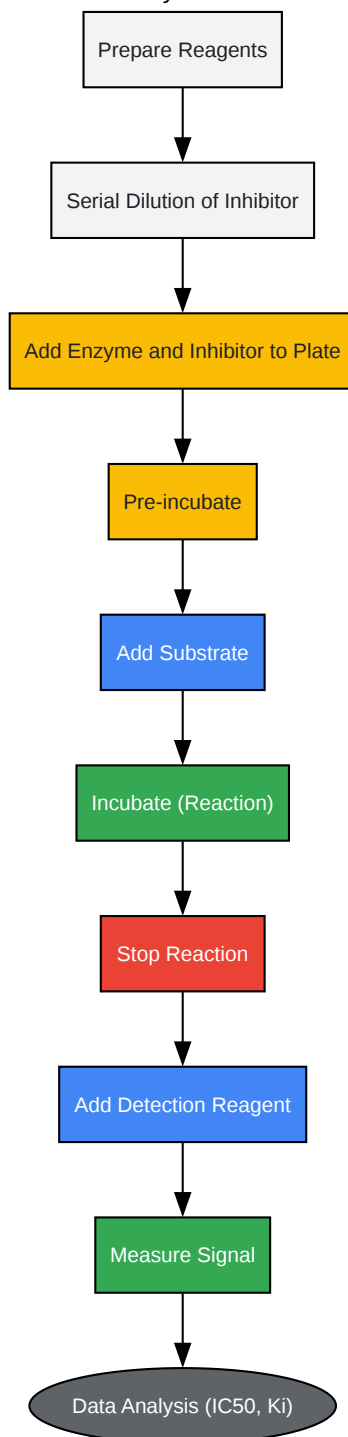 Prepare Reagents
Serial Dilution of Inhibitor
Add Enzyme and Inhibitor to Plate
Pre-incubate
Add Substrate
Incubate (Reaction)
Stop Reaction
Add Detection Reagent
Measure Signal
Data Analysis (IC50, Ki)